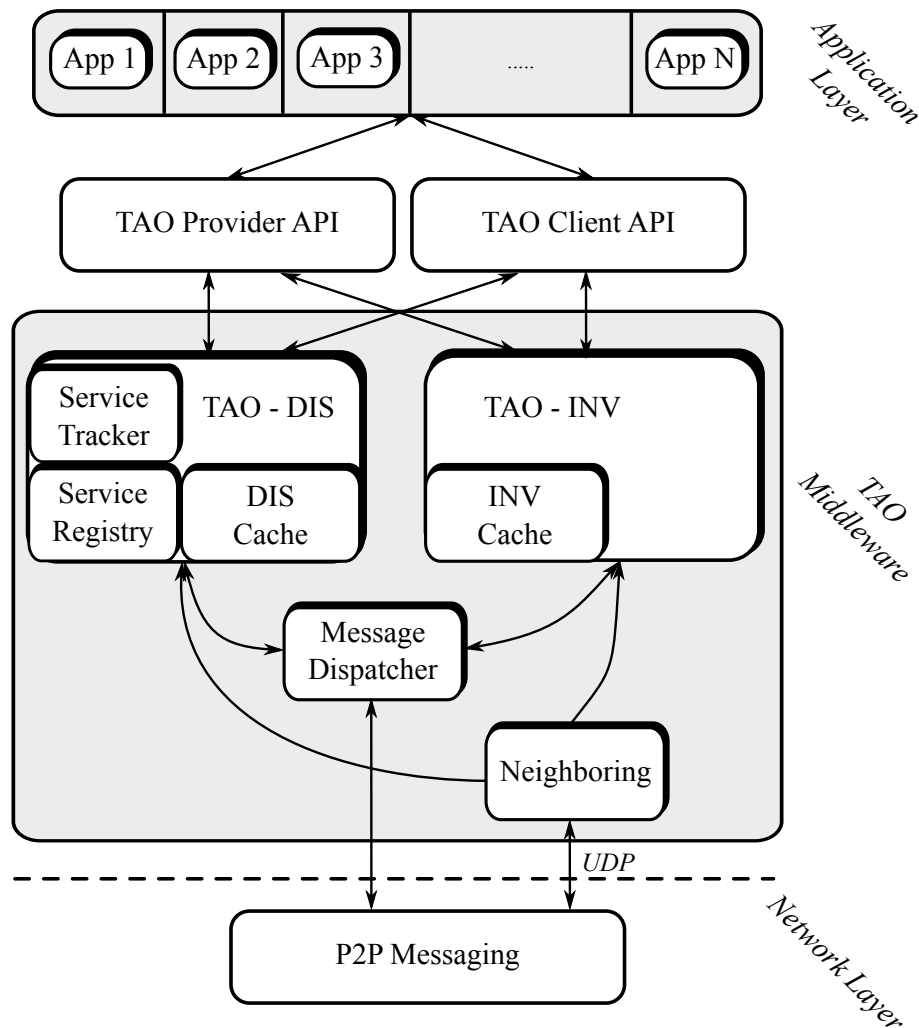 App 1
App 2
App 3
.....
App N
Application
Layer
TAO Provider API
TAO Client API
Service
Tracker
TAO - DIS
TAO - INV
Service
Registry
DIS
Cache
INV
Cache
TAO
Middleware
Message
Dispatcher
Neighboring
UDP
P2P Messaging
Network Layer